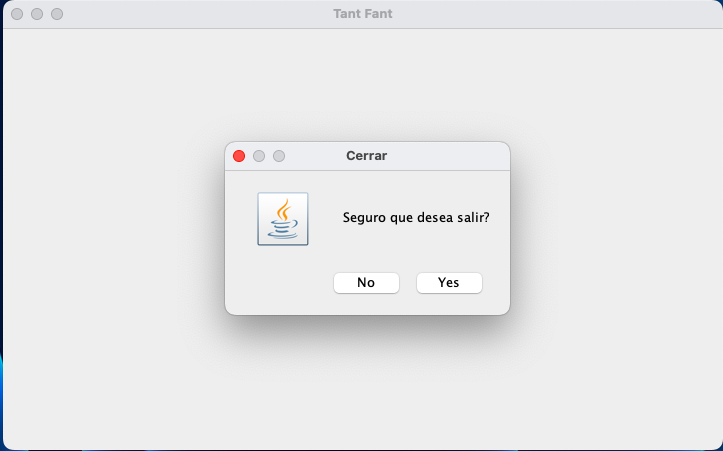 Tant Fant
Cerrar
Seguro que desea salir?
No
Yes